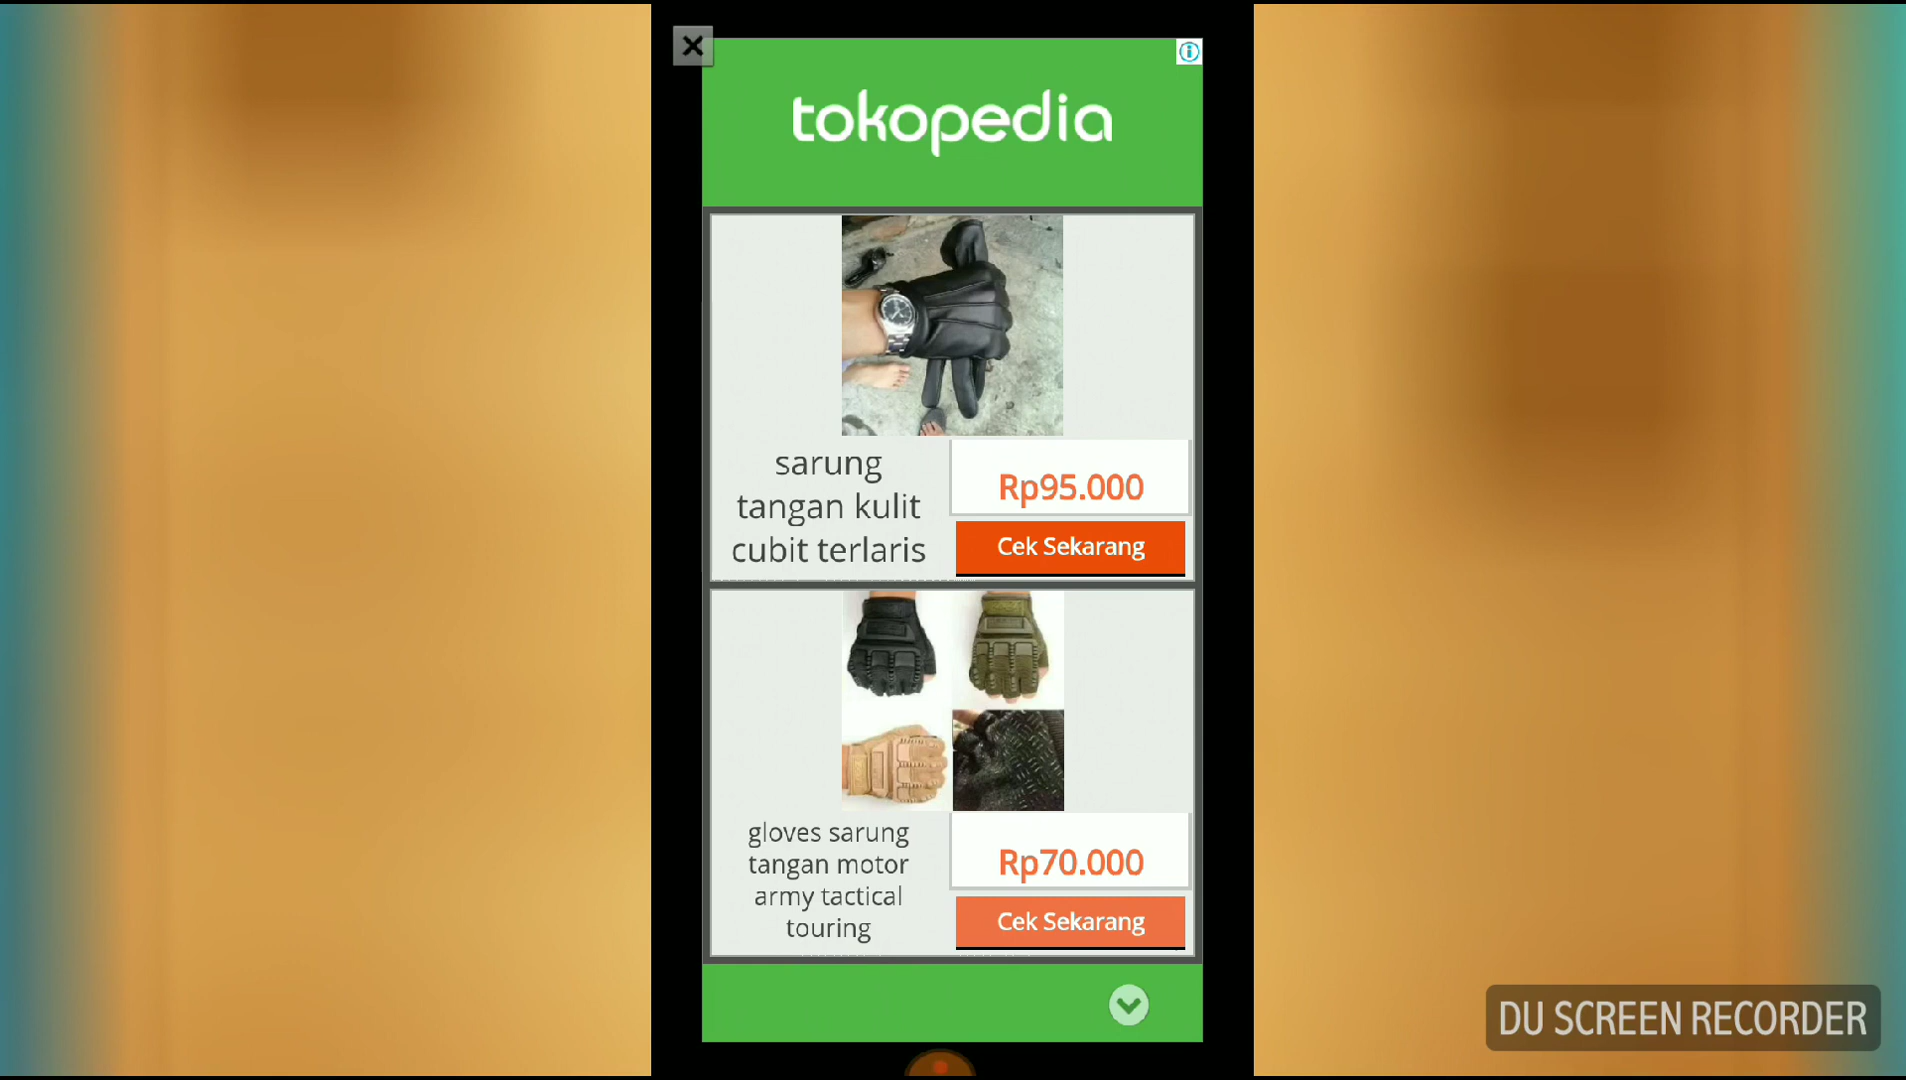 tokopedia
sarung
tangan kulit
cubit terlaris
Rp95.000
Cek Sekarang
gloves sarung
tangan motor
army tactical
touring
Rp70.000
Cek Sekarang
DU SCREEN RECORDER